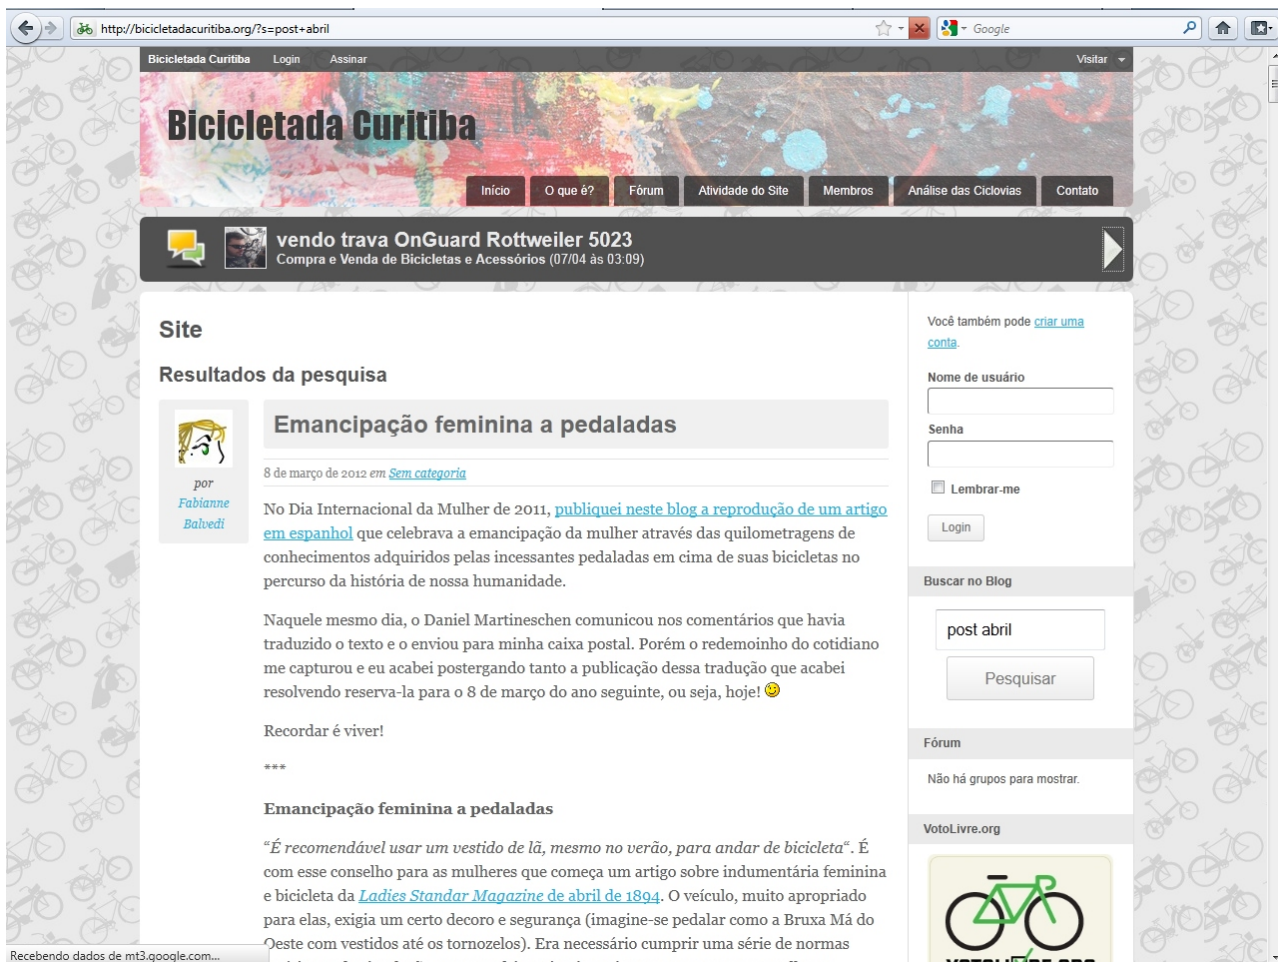 http://bicicletadacuritiba.org/?s=post+abril
Google
Bicicletada Curitiba Login Assinar Visitar
Bicicletada Curitiba
Início O que é? Fórum Atividade do Site Membros Análise das Ciclovias Contato
vendo trava OnGuard Rottweiler 5023
Compra e Venda de Bicicletas e Acessórios (07/04 às 03:09)
Site
Resultados da pesquisa
por
Fabianne
Balvedi
Emancipação feminina a pedaladas
8 de março de 2012 em Sem categoria
No Dia Internacional da Mulher de 2011, publiquei neste blog a reprodução de um artigo
em espanhol que celebrava a emancipação da mulher através das quilometragens de
conhecimentos adquiridos pelas incessantes pedaladas em cima de suas bicicletas no
percurso da história de nossa humanidade.
Naquele mesmo dia, o Daniel Martineschen comunicou nos comentários que havia
traduzido o texto e o enviou para minha caixa postal. Porém o redemoinho do cotidiano
me capturou e eu acabei postergando tanto a publicação dessa tradução que acabei
resolvendo reserva-la para o 8 de março do ano seguinte, ou seja, hoje!
Recordar é viver!
***
Emancipação feminina a pedaladas
“É recomendável usar um vestido de lã, mesmo no verão, para andar de bicicleta“. É
com esse conselho para as mulheres que começa um artigo sobre indumentária feminina
e bicicleta da Ladies Standar Magazine de abril de 1894. O veículo, muito apropriado
para elas, exigia um certo decoro e segurança (imagine-se pedalar como a Bruxa Má do
Oeste com vestidos até os tornozelos). Era necessário cumprir uma série de normas
Você também pode criar uma
conta.
Nome de usuário
Senha
Lembrar-me
Login
Buscar no Blog
post abril
Pesquisar
Fórum
Não há grupos para mostrar.
VotoLivre.org
VOTOLIVRE.ORG
Recebendo dados de mt3.google.com...